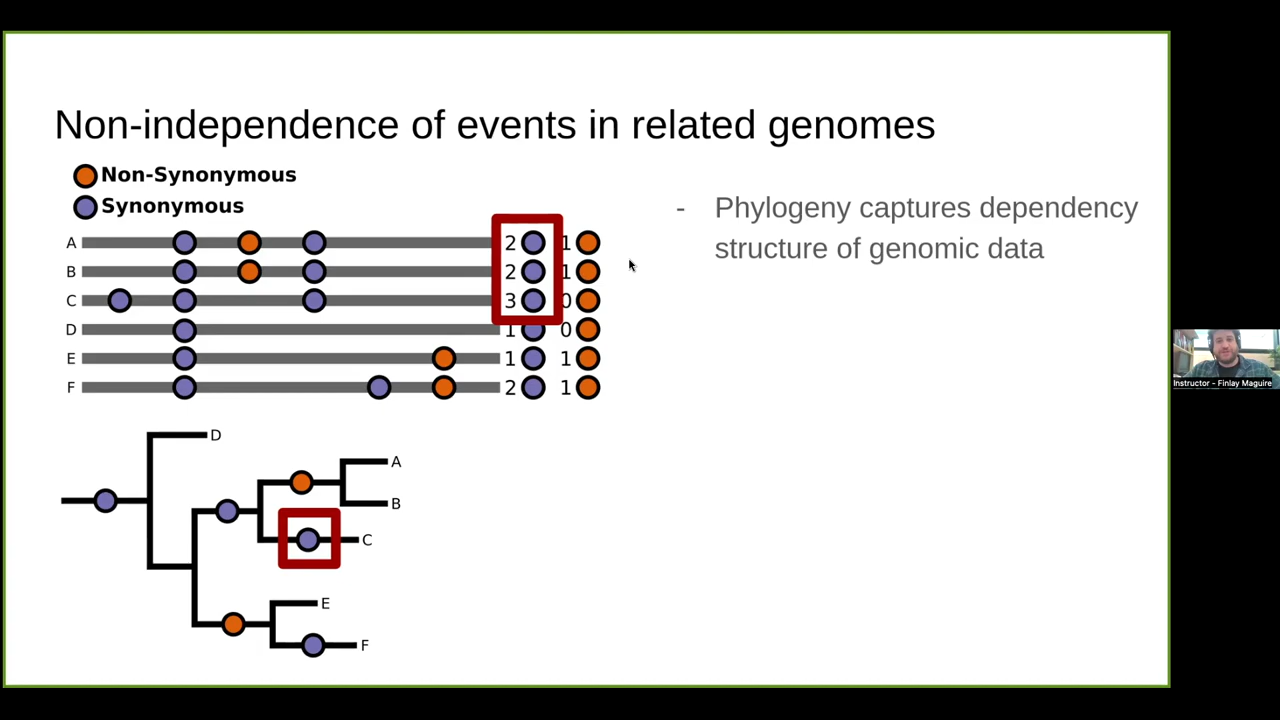 Non-independence of events in related genomes
Non-Synonymous
Synonymous
- Phylogeny captures dependency
structure of genomic data
A 2 1
B 2 1
C 3 0
D 1 0
E 1 1
F 2 1
D
A
B
C
E
F
Instructor - Finlay Maguire